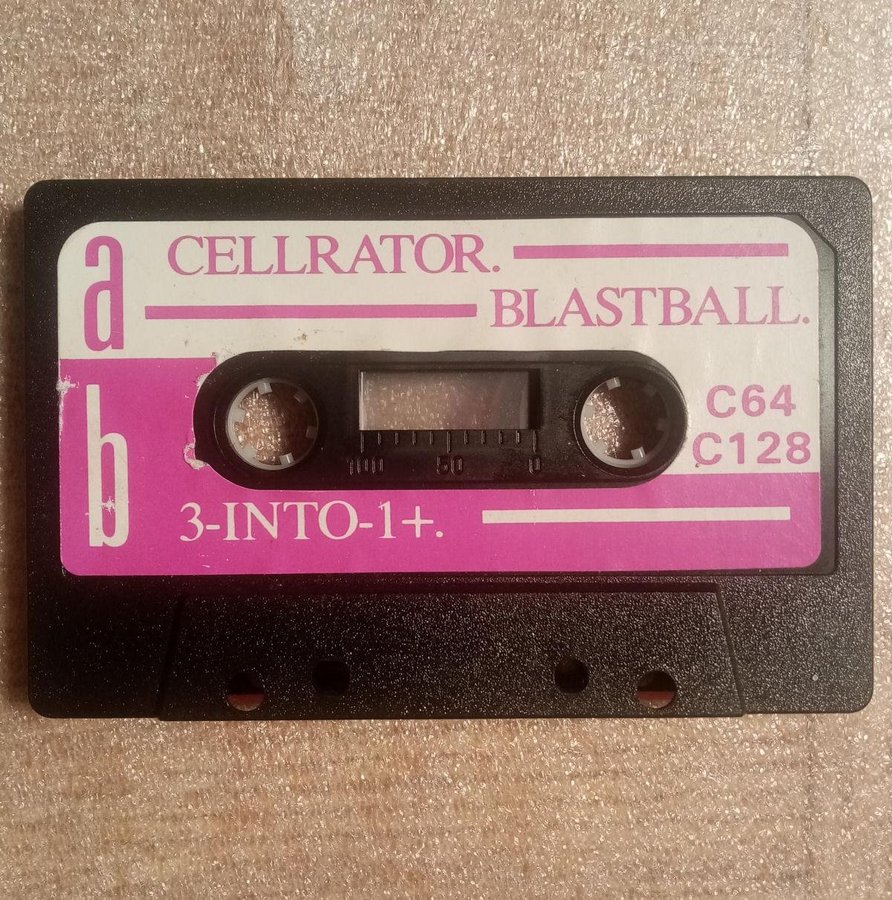 a
CELLRATOR.
BLASTBALL.
C64
C128
100 50 0
b
3-INTO-1+.